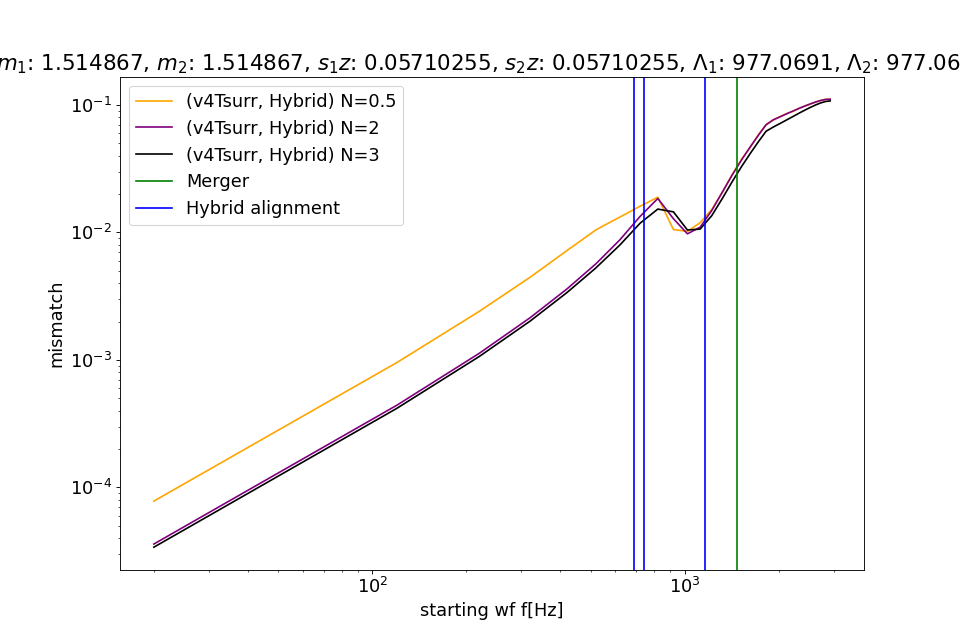 m₁: 1.514867, m₂: 1.514867, s₁z: 0.05710255, s₂z: 0.05710255, Λ₁: 977.0691, Λ₂: 977.06
(v4Tsurr, Hybrid) N=0.5
(v4Tsurr, Hybrid) N=2
(v4Tsurr, Hybrid) N=3
Merger
Hybrid alignment
mismatch
10⁻¹
10⁻²
10⁻³
10⁻⁴
10² 10³
starting wf f[Hz]